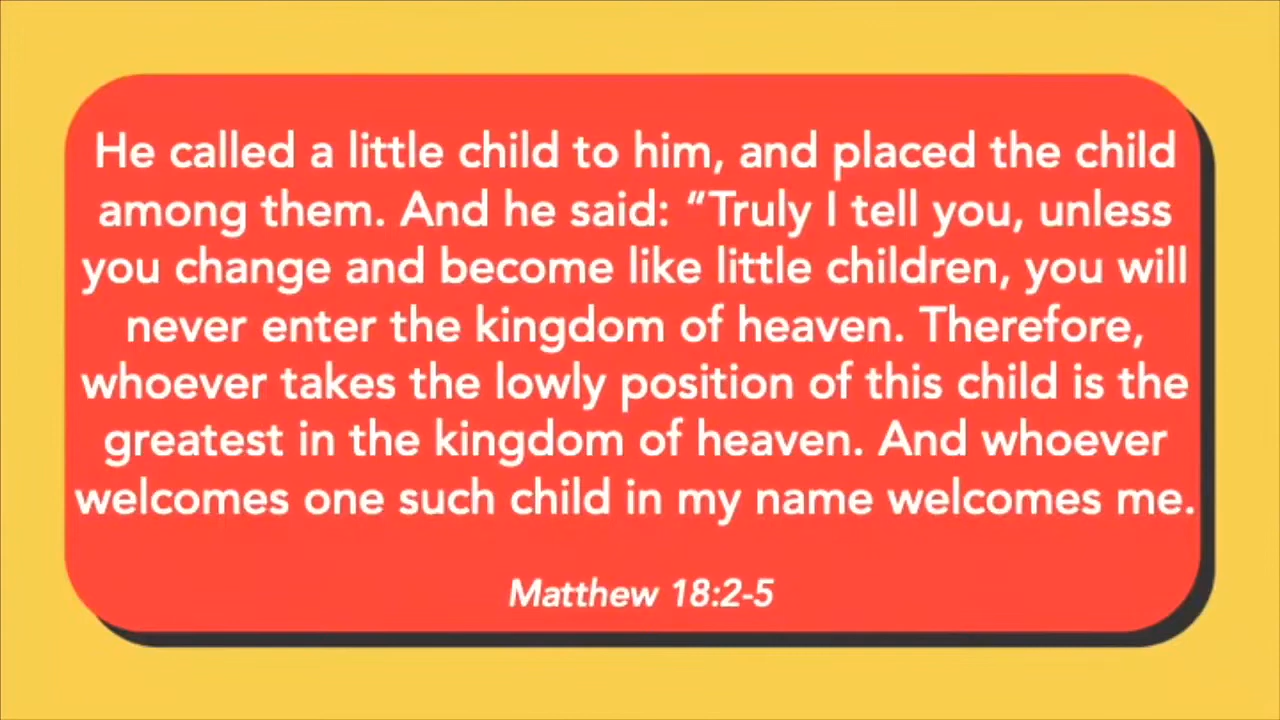 He called a little child to him, and placed the child
among them. And he said: "Truly I tell you, unless
you change and become like little children, you will
never enter the kingdom of heaven. Therefore,
whoever takes the lowly position of this child is the
greatest in the kingdom of heaven. And whoever
welcomes one such child in my name welcomes me.
Matthew 18:2-5